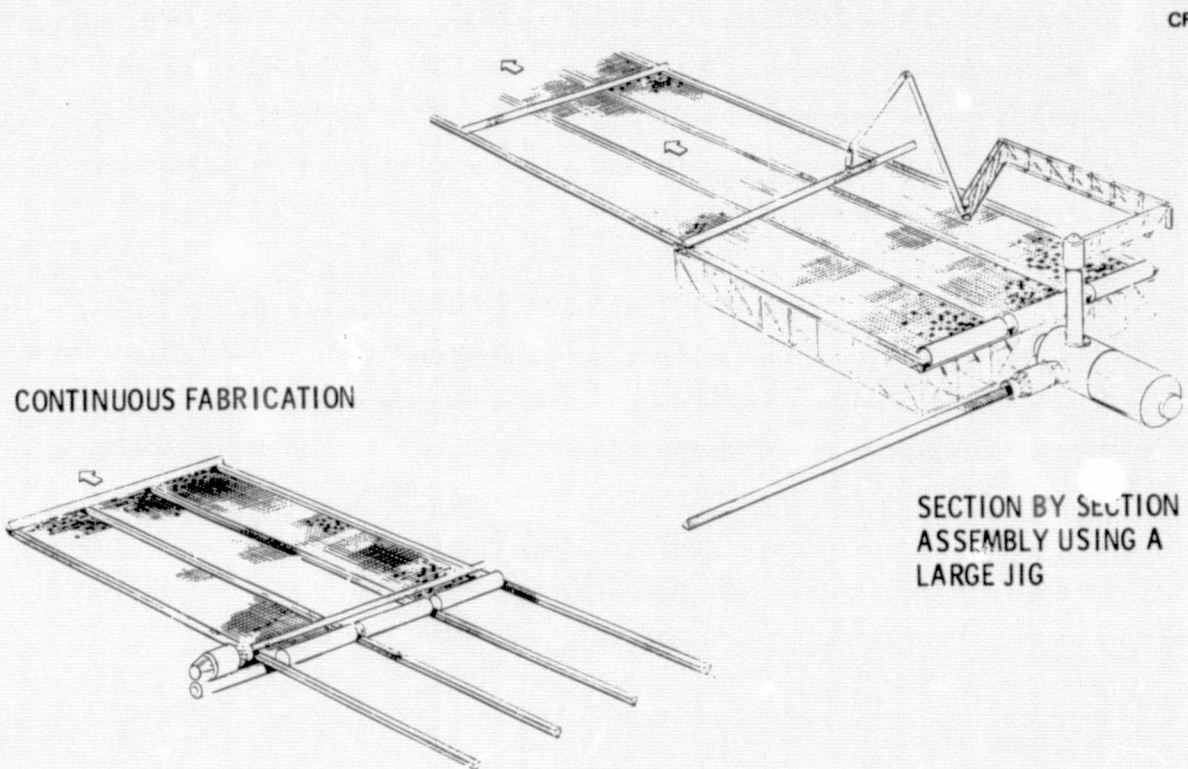 CONTINUOUS FABRICATION
SECTION BY SECTION
ASSEMBLY USING A
LARGE JIG